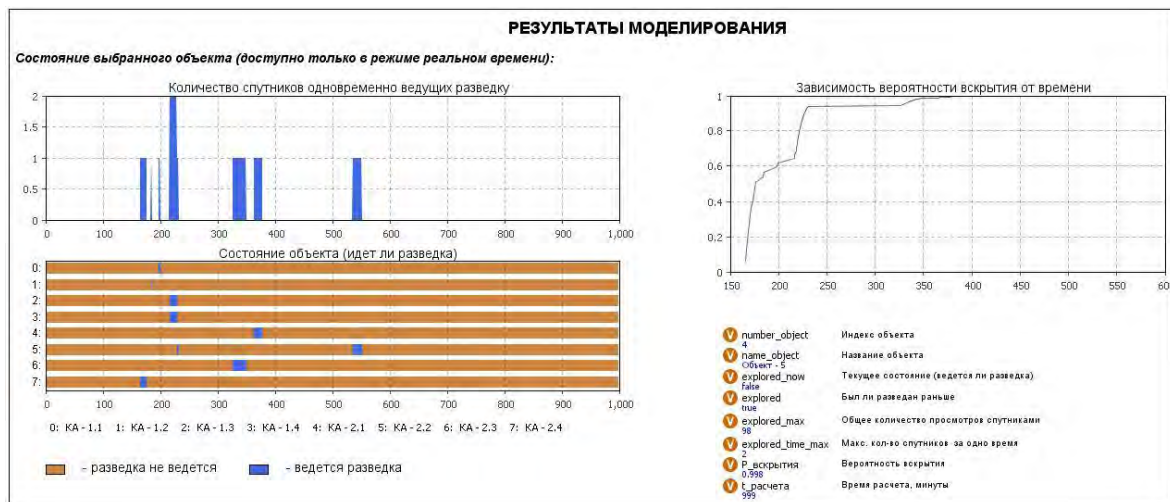 РЕЗУЛЬТАТЫ МОДЕЛИРОВАНИЯ
Состояние выбранного объекта (доступно только в режиме реальном времени):
Количество спутников одновременно ведущих разведку
2
1.5
1
0.5
0
0 100 200 300 400 500 600 700 800 900 1,000
Состояние объекта (идет ли разведка)
0:
1:
2:
3:
4:
5:
6:
7:
0 100 200 300 400 500 600 700 800 900 1,000
0: КА - 1.1 1: КА - 1.2 2: КА - 1.3 3: КА - 1.4 4: КА - 2.1 5: КА - 2.2 6: КА - 2.3 7: КА - 2.4
- разведка не ведется - ведется разведка
Зависимость вероятности вскрытия от времени
1
0.8
0.6
0.4
0.2
0
150 200 250 300 350 400 450 500 550 600
V number_object Индекс объекта
4
V name_object Название объекта
Объект - 5
V explored_now Текущее состояние (ведется ли разведка)
false
V explored Был ли разведан раньше
true
V explored_max Общее количество просмотров спутниками
98
V explored_time_max Макс. кол-во спутников за одно время
2
V P_вскрытия Вероятность вскрытия
0.998
V t_расчета Время расчета, минуты
999